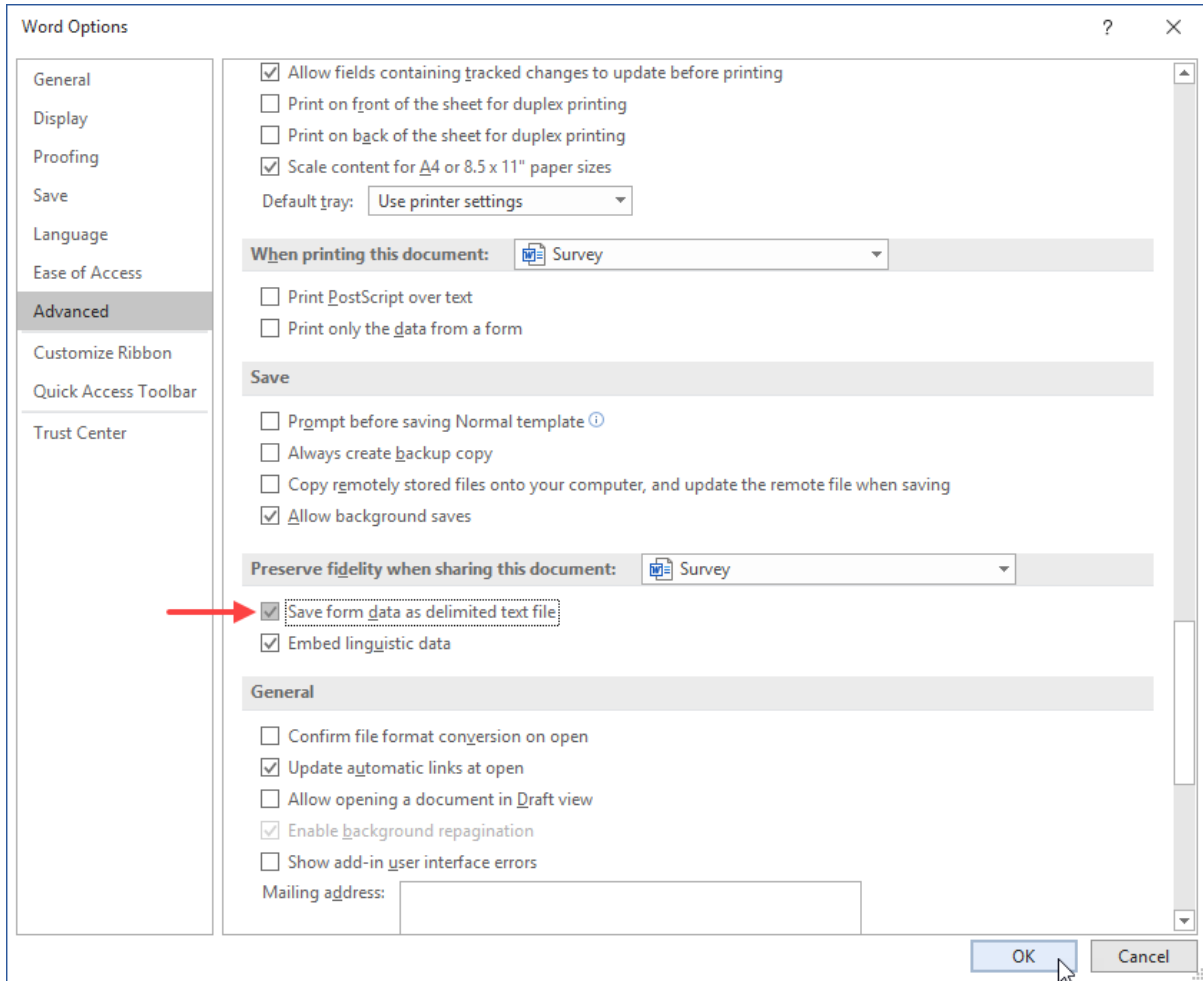 Word Options
?
General
Display
Proofing
Save
Language
Ease of Access
Advanced
Customize Ribbon
Quick Access Toolbar
Trust Center
Allow fields containing tracked changes to update before printing
Print on front of the sheet for duplex printing
Print on back of the sheet for duplex printing
Scale content for A4 or 8.5 x 11" paper sizes
Default tray: Use printer settings
When printing this document: Survey
Print PostScript over text
Print only the data from a form
Save
Prompt before saving Normal template
Always create backup copy
Copy remotely stored files onto your computer, and update the remote file when saving
Allow background saves
Preserve fidelity when sharing this document: Survey
Save form data as delimited text file
Embed linguistic data
General
Confirm file format conversion on open
Update automatic links at open
Allow opening a document in Draft view
Enable background repagination
Show add-in user interface errors
Mailing address:
OK Cancel